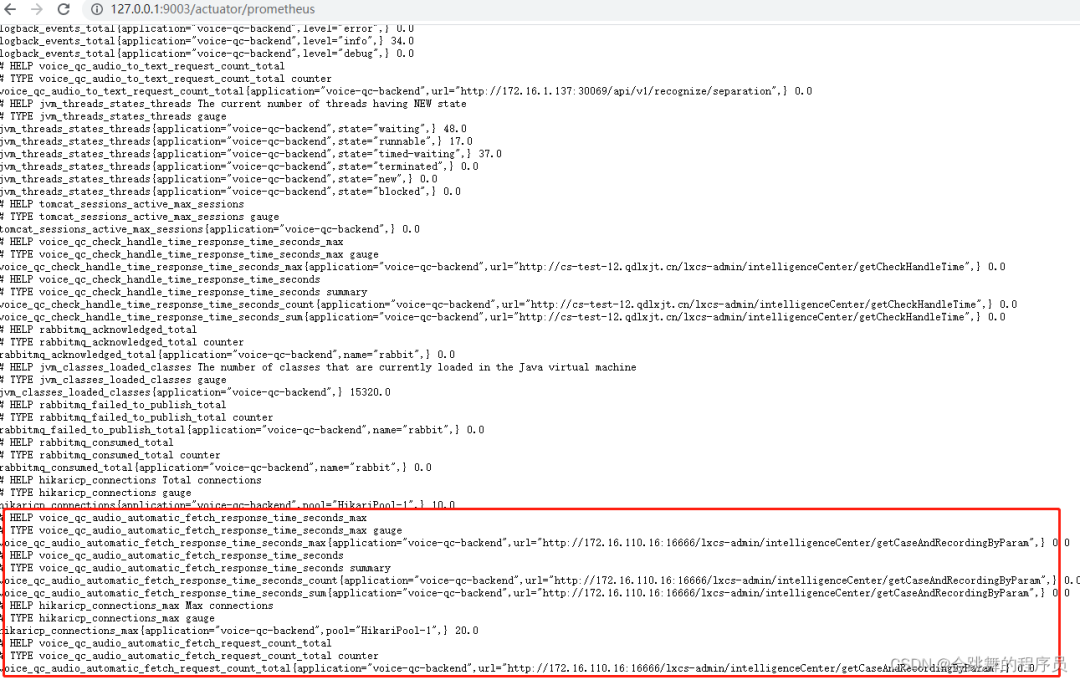 127.0.0.1:9003/actuator/prometheus
logback_events_total{application="voice-qc-backend",level="error",} 0.0
logback_events_total{application="voice-qc-backend",level="info",} 34.0
logback_events_total{application="voice-qc-backend",level="debug",} 0.0
# HELP voice_qc_audio_to_text_request_count_total
# TYPE voice_qc_audio_to_text_request_count_total counter
voice_qc_audio_to_text_request_count_total{application="voice-qc-backend",url="http://172.16.1.137:30069/api/v1/recognize/separation",} 0.0
# HELP jvm_threads_states_threads The current number of threads having NEW state
# TYPE jvm_threads_states_threads gauge
jvm_threads_states_threads{application="voice-qc-backend",state="waiting",} 48.0
jvm_threads_states_threads{application="voice-qc-backend",state="runnable",} 17.0
jvm_threads_states_threads{application="voice-qc-backend",state="timed-waiting",} 37.0
jvm_threads_states_threads{application="voice-qc-backend",state="terminated",} 0.0
jvm_threads_states_threads{application="voice-qc-backend",state="new",} 0.0
jvm_threads_states_threads{application="voice-qc-backend",state="blocked",} 0.0
# HELP tomcat_sessions_active_max_sessions
# TYPE tomcat_sessions_active_max_sessions gauge
tomcat_sessions_active_max_sessions{application="voice-qc-backend",} 0.0
# HELP voice_qc_check_handle_time_response_time_seconds_max
# TYPE voice_qc_check_handle_time_response_time_seconds_max gauge
voice_qc_check_handle_time_response_time_seconds_max{application="voice-qc-backend",url="http://cs-test-12.qdlxjt.cn/lxcs-admin/intelligenceCenter/getCheckHandleTime",} 0.0
# HELP voice_qc_check_handle_time_response_time_seconds
# TYPE voice_qc_check_handle_time_response_time_seconds summary
voice_qc_check_handle_time_response_time_seconds_count{application="voice-qc-backend",url="http://cs-test-12.qdlxjt.cn/lxcs-admin/intelligenceCenter/getCheckHandleTime",} 0.0
voice_qc_check_handle_time_response_time_seconds_sum{application="voice-qc-backend",url="http://cs-test-12.qdlxjt.cn/lxcs-admin/intelligenceCenter/getCheckHandleTime",} 0.0
# HELP rabbitmq_acknowledged_total
# TYPE rabbitmq_acknowledged_total counter
rabbitmq_acknowledged_total{application="voice-qc-backend",name="rabbit",} 0.0
# HELP jvm_classes_loaded_classes The number of classes that are currently loaded in the Java virtual machine
# TYPE jvm_classes_loaded_classes gauge
jvm_classes_loaded_classes{application="voice-qc-backend",} 15320.0
# HELP rabbitmq_failed_to_publish_total
# TYPE rabbitmq_failed_to_publish_total counter
rabbitmq_failed_to_publish_total{application="voice-qc-backend",name="rabbit",} 0.0
# HELP rabbitmq_consumed_total
# TYPE rabbitmq_consumed_total counter
rabbitmq_consumed_total{application="voice-qc-backend",name="rabbit",} 0.0
# HELP hikaricp_connections Total connections
# TYPE hikaricp_connections gauge
hikaricp_connections{application="voice-qc-backend",pool="HikariPool-1",} 10.0
# HELP voice_qc_audio_automatic_fetch_response_time_seconds_max
# TYPE voice_qc_audio_automatic_fetch_response_time_seconds_max gauge
voice_qc_audio_automatic_fetch_response_time_seconds_max{application="voice-qc-backend",url="http://172.16.110.16:16666/lxcs-admin/intelligenceCenter/getCaseAndRecordingByParam",} 0.0
# HELP voice_qc_audio_automatic_fetch_response_time_seconds
# TYPE voice_qc_audio_automatic_fetch_response_time_seconds summary
voice_qc_audio_automatic_fetch_response_time_seconds_count{application="voice-qc-backend",url="http://172.16.110.16:16666/lxcs-admin/intelligenceCenter/getCaseAndRecordingByParam",} 0.0
voice_qc_audio_automatic_fetch_response_time_seconds_sum{application="voice-qc-backend",url="http://172.16.110.16:16666/lxcs-admin/intelligenceCenter/getCaseAndRecordingByParam",} 0.0
# HELP hikaricp_connections_max Max connections
# TYPE hikaricp_connections_max gauge
hikaricp_connections_max{application="voice-qc-backend",pool="HikariPool-1",} 20.0
# HELP voice_qc_audio_automatic_fetch_request_count_total
# TYPE voice_qc_audio_automatic_fetch_request_count_total counter
voice_qc_audio_automatic_fetch_request_count_total{application="voice-qc-backend",url="http://172.16.110.16:16666/lxcs-admin/intelligenceCenter/getCaseAndRecordingByParam",} 0.0
CSDN @会跳舞的程序员